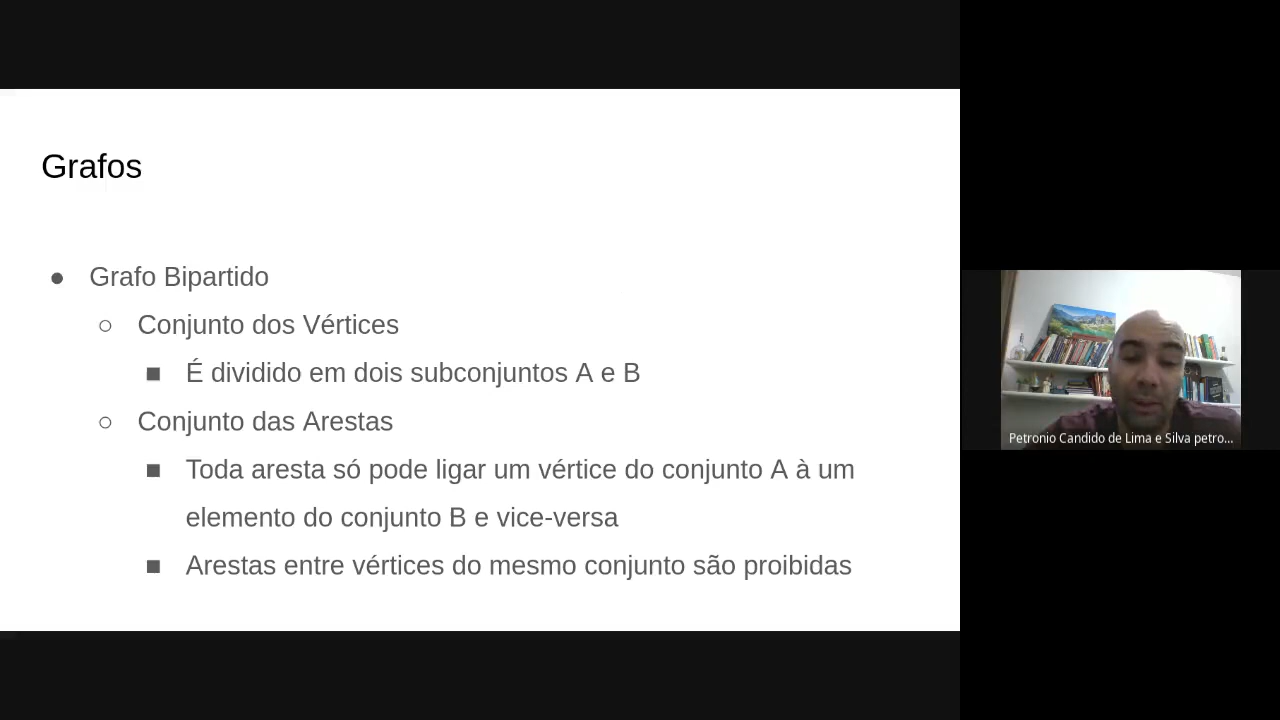 Grafos
● Grafo Bipartido
○ Conjunto dos Vértices
■ É dividido em dois subconjuntos A e B
○ Conjunto das Arestas
■ Toda aresta só pode ligar um vértice do conjunto A à um
elemento do conjunto B e vice-versa
■ Arestas entre vértices do mesmo conjunto são proibidas
Petronio Candido de Lima e Silva petro...